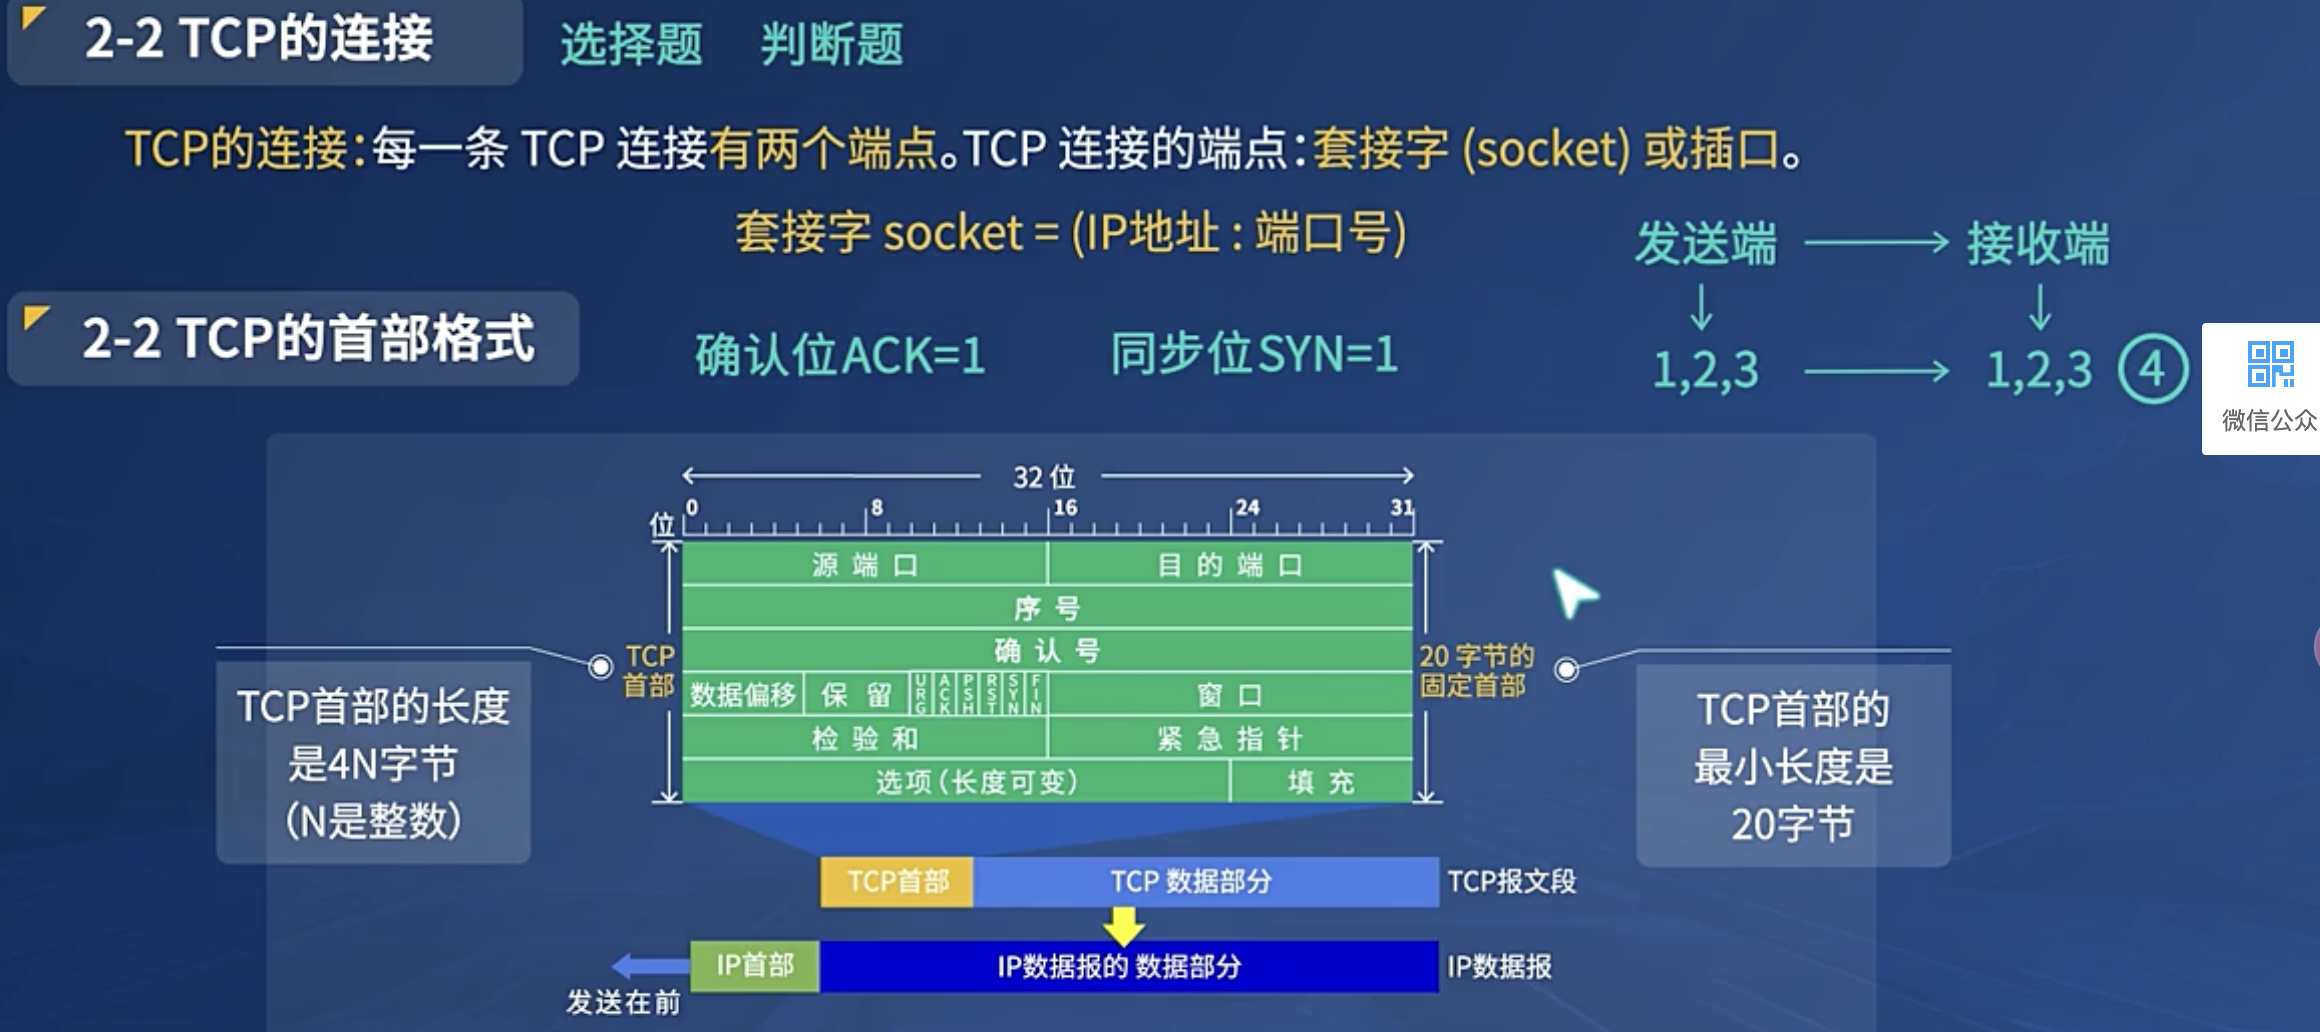 2-2 TCP的连接
选择题 判断题
TCP的连接：每一条 TCP 连接有两个端点。TCP 连接的端点：套接字 (socket) 或插口。
套接字 socket = (IP地址 : 端口号)
发送端 接收端
1,2,3 1,2,3 ④
2-2 TCP的首部格式
确认位ACK=1 同步位SYN=1
微信公众
32 位
位 0 8 16 24 31
源端口 目的端口
序号
确认号
数据偏移 保留 URG ACK PSH RST SYN FIN 窗口
检验和 紧急指针
选项（长度可变） 填充
TCP
首部
20 字节的
固定首部
TCP首部的长度
是4N字节
（N是整数）
TCP首部的
最小长度是
20字节
TCP首部 TCP 数据部分 TCP报文段
IP首部 IP数据报的 数据部分 IP数据报
发送在前